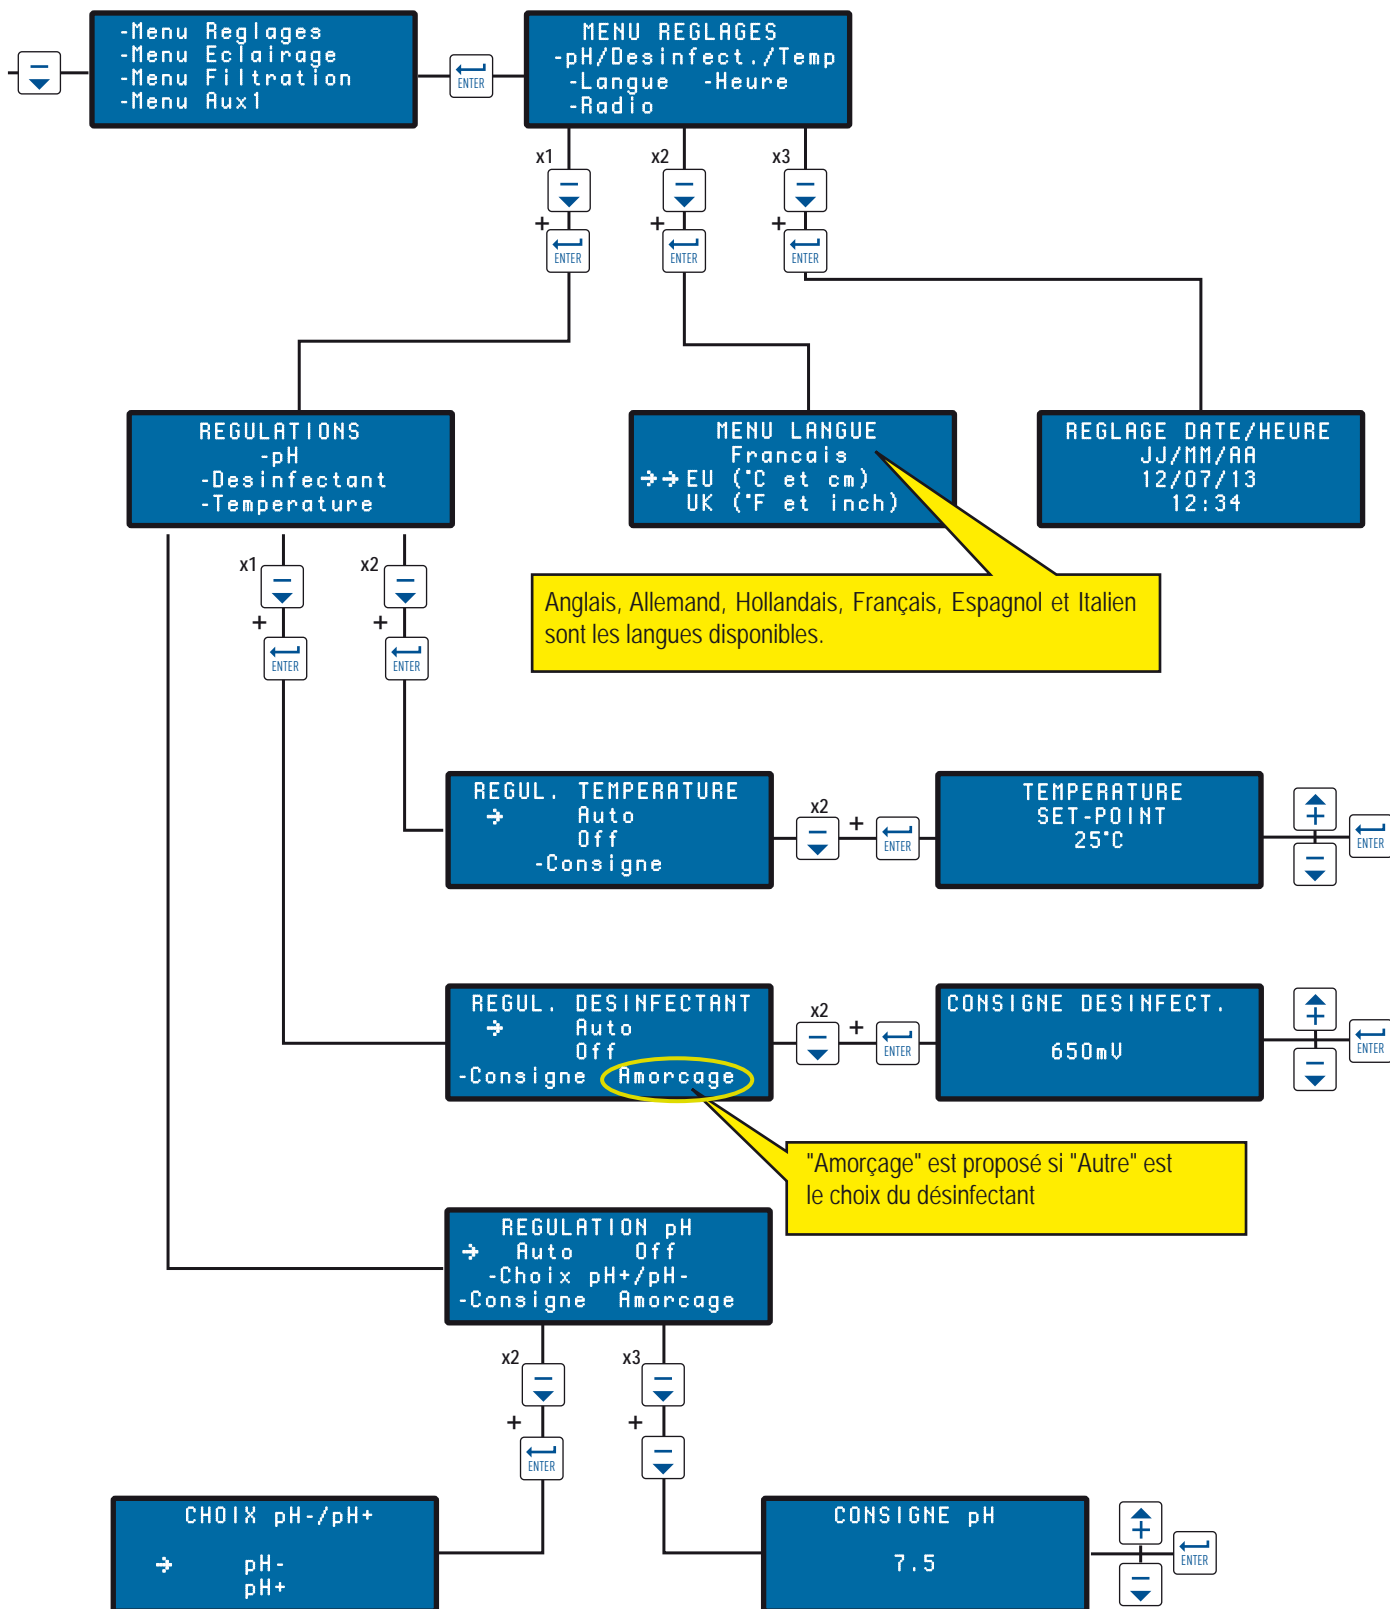 -Menu Reglages
-Menu Eclairage
-Menu Filtration
-Menu Aux1
ENTER
MENU REGLAGES
-pH/Desinfect./Temp
-Langue -Heure
-Radio
x1
x2
x3
+
+
+
ENTER
ENTER
ENTER
REGULATIONS
-pH
-Desinfectant
-Temperature
MENU LANGUE
Francais
→→EU (°C et cm)
UK (°F et inch)
REGLAGE DATE/HEURE
JJ/MM/AA
12/07/13
12:34
x1
x2
+
+
ENTER
ENTER
Anglais, Allemand, Hollandais, Français, Espagnol et Italien
sont les langues disponibles.
REGUL. TEMPERATURE
→ Auto
Off
-Consigne
x2
+
ENTER
TEMPERATURE
SET-POINT
25°C
+
ENTER
REGUL. DESINFECTANT
→ Auto
Off
-Consigne Amorcage
x2
+
ENTER
CONSIGNE DESINFECT.
650mV
+
ENTER
"Amorçage" est proposé si "Autre" est
le choix du désinfectant
REGULATION pH
→ Auto Off
-Choix pH+/pH-
-Consigne Amorcage
x2
x3
+
+
ENTER
CHOIX pH-/pH+
→ pH-
pH+
CONSIGNE pH
7.5
+
ENTER